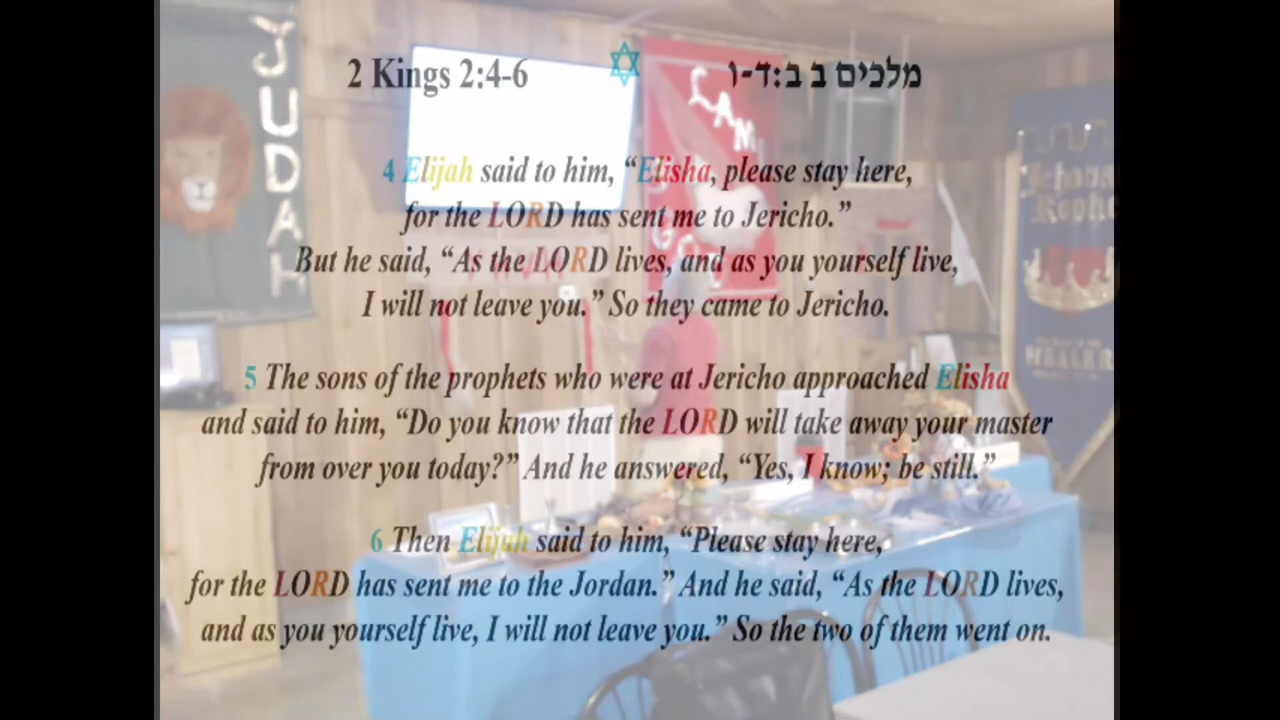 JUDAH
2 Kings 2:4-6
מלכים ב ב:ד-ו
4 Elijah said to him, “Elisha, please stay here,
for the LORD has sent me to Jericho.”
But he said, “As the LORD lives, and as you yourself live,
I will not leave you.” So they came to Jericho.
5 The sons of the prophets who were at Jericho approached Elisha
and said to him, “Do you know that the LORD will take away your master
from over you today?” And he answered, “Yes, I know; be still.”
6 Then Elijah said to him, “Please stay here,
for the LORD has sent me to the Jordan.” And he said, “As the LORD lives,
and as you yourself live, I will not leave you.” So the two of them went on.
LAMB
GOD
HEALER